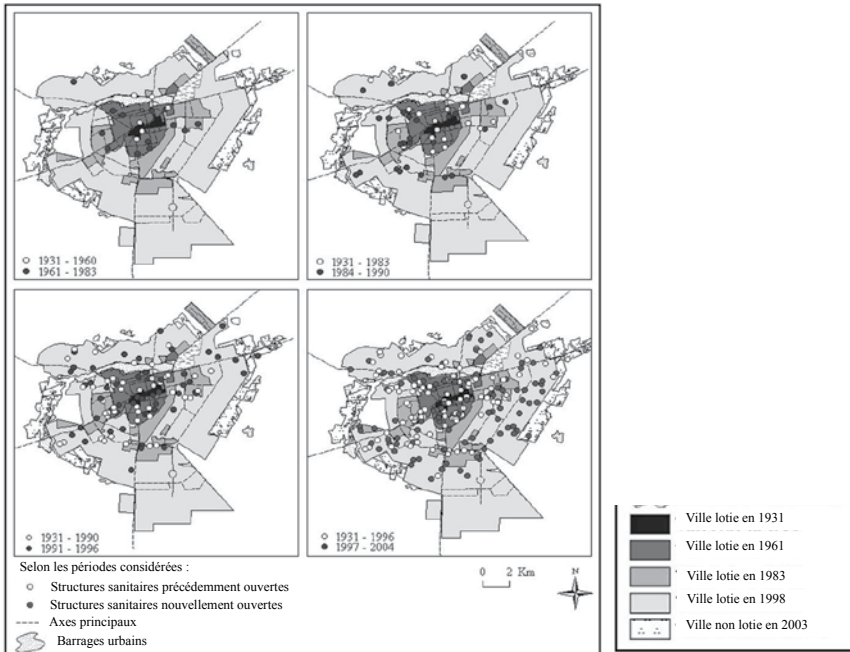 1931 - 1960
1961 - 1983
1931 - 1983
1984 - 1990
1931 - 1990
1991 - 1996
1931 - 1996
1997 - 2004
Selon les périodes considérées :
Structures sanitaires précédemment ouvertes
Structures sanitaires nouvellement ouvertes
Axes principaux
Barrages urbains
0 2 Km
N
Ville lotie en 1931
Ville lotie en 1961
Ville lotie en 1983
Ville lotie en 1998
Ville non lotie en 2003